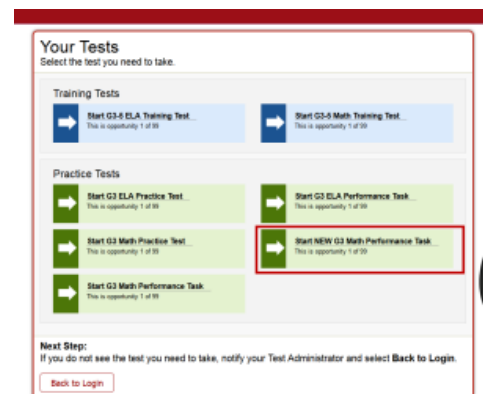 Your Tests
Select the test you need to take.
Training Tests
Start G3-5 ELA Training Test
This is opportunity 1 of 99
Start G3-5 Math Training Test
This is opportunity 1 of 99
Practice Tests
Start G3 ELA Practice Test
This is opportunity 1 of 99
Start G3 ELA Performance Task
This is opportunity 1 of 99
Start G3 Math Practice Test
This is opportunity 1 of 99
Start NEW G3 Math Performance Task
This is opportunity 1 of 99
Start G3 Math Performance Task
This is opportunity 1 of 99
Next Step:
If you do not see the test you need to take, notify your Test Administrator and select Back to Login.
Back to Login